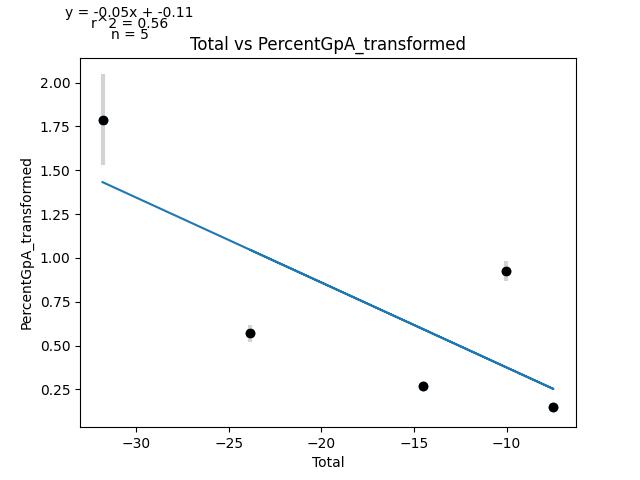 y = -0.05x + -0.11
r^2 = 0.56
n = 5
Total vs PercentGpA_transformed
PercentGpA_transformed
2.00
1.75
1.50
1.25
1.00
0.75
0.50
0.25
−30 −25 −20 −15 −10
Total